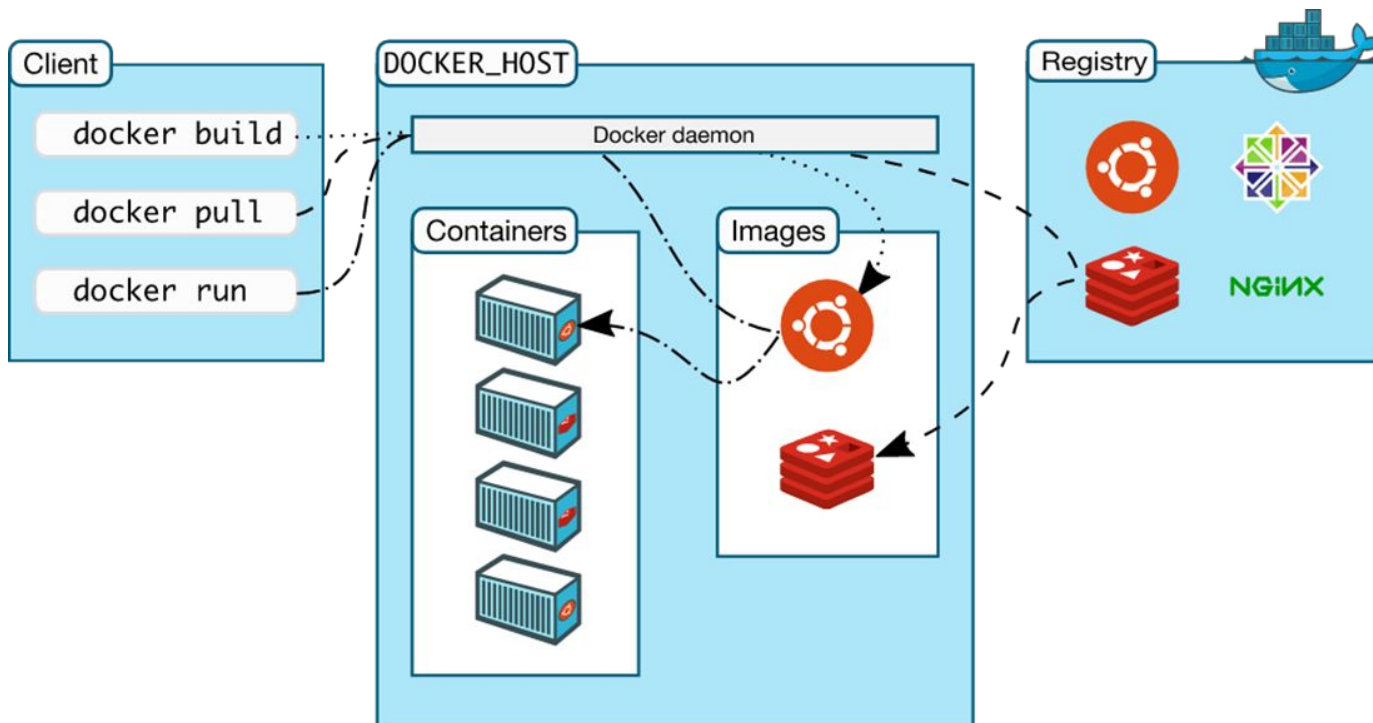 Client
docker build
docker pull
docker run
DOCKER_HOST
Docker daemon
Containers
Images
Registry
NGINX